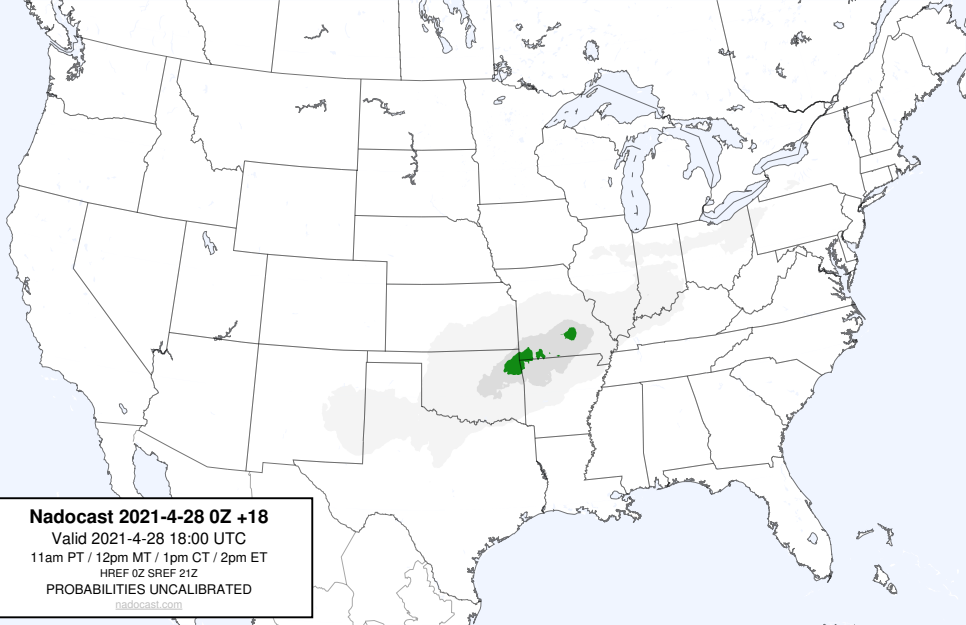 Nadocast 2021-4-28 0Z +18
Valid 2021-4-28 18:00 UTC
11am PT / 12pm MT / 1pm CT / 2pm ET
HREF 0Z SREF 21Z
PROBABILITIES UNCALIBRATED
nadocast.com